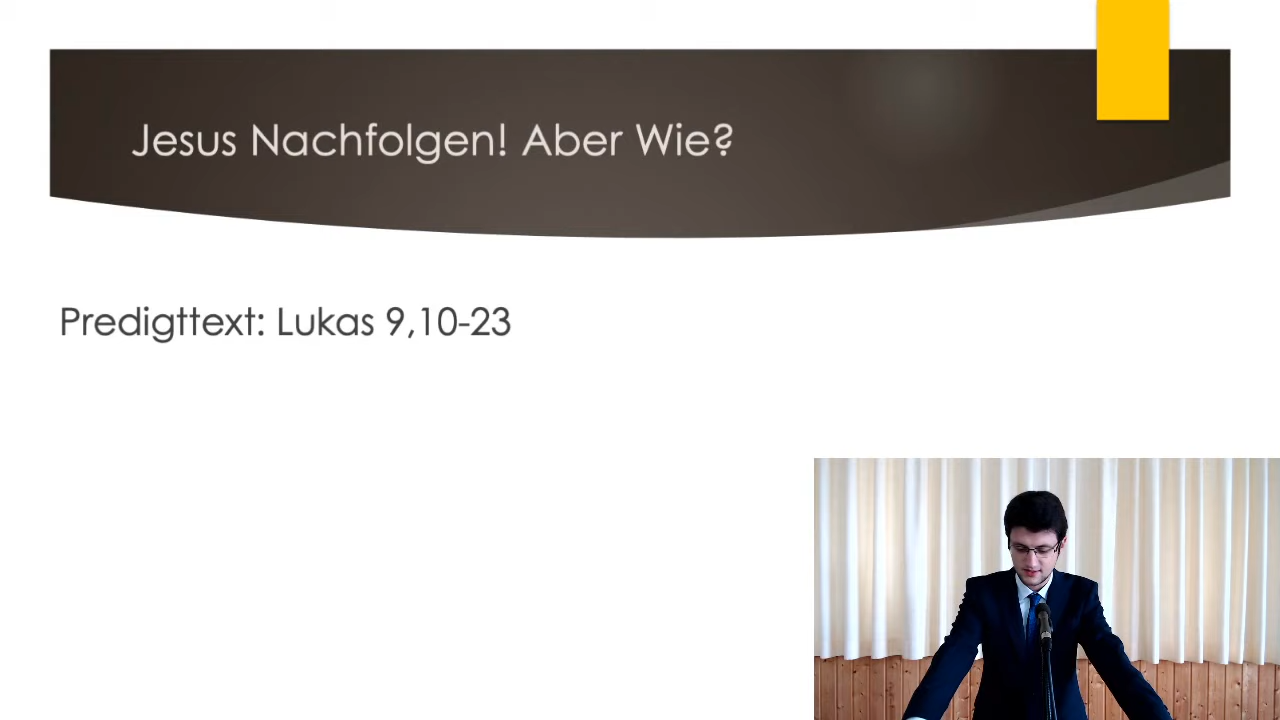 Jesus Nachfolgen! Aber Wie?
Predigttext: Lukas 9,10-23